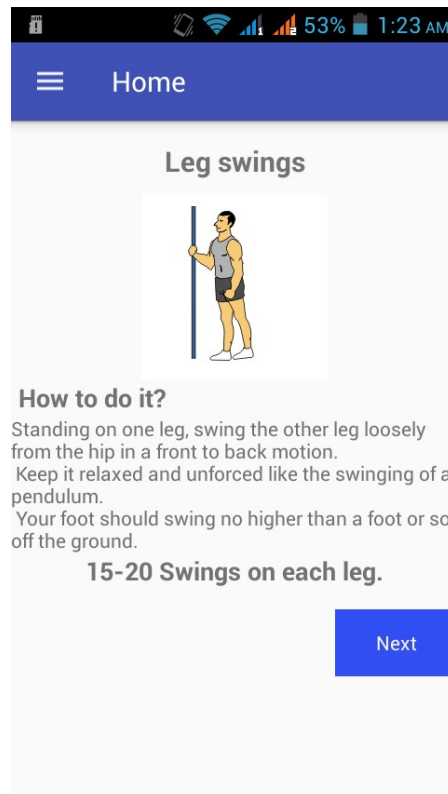 53% 1:23 AM
Home
Leg swings
How to do it?
Standing on one leg, swing the other leg loosely
from the hip in a front to back motion.
Keep it relaxed and unforced like the swinging of a
pendulum.
Your foot should swing no higher than a foot or so
off the ground.
15-20 Swings on each leg.
Next